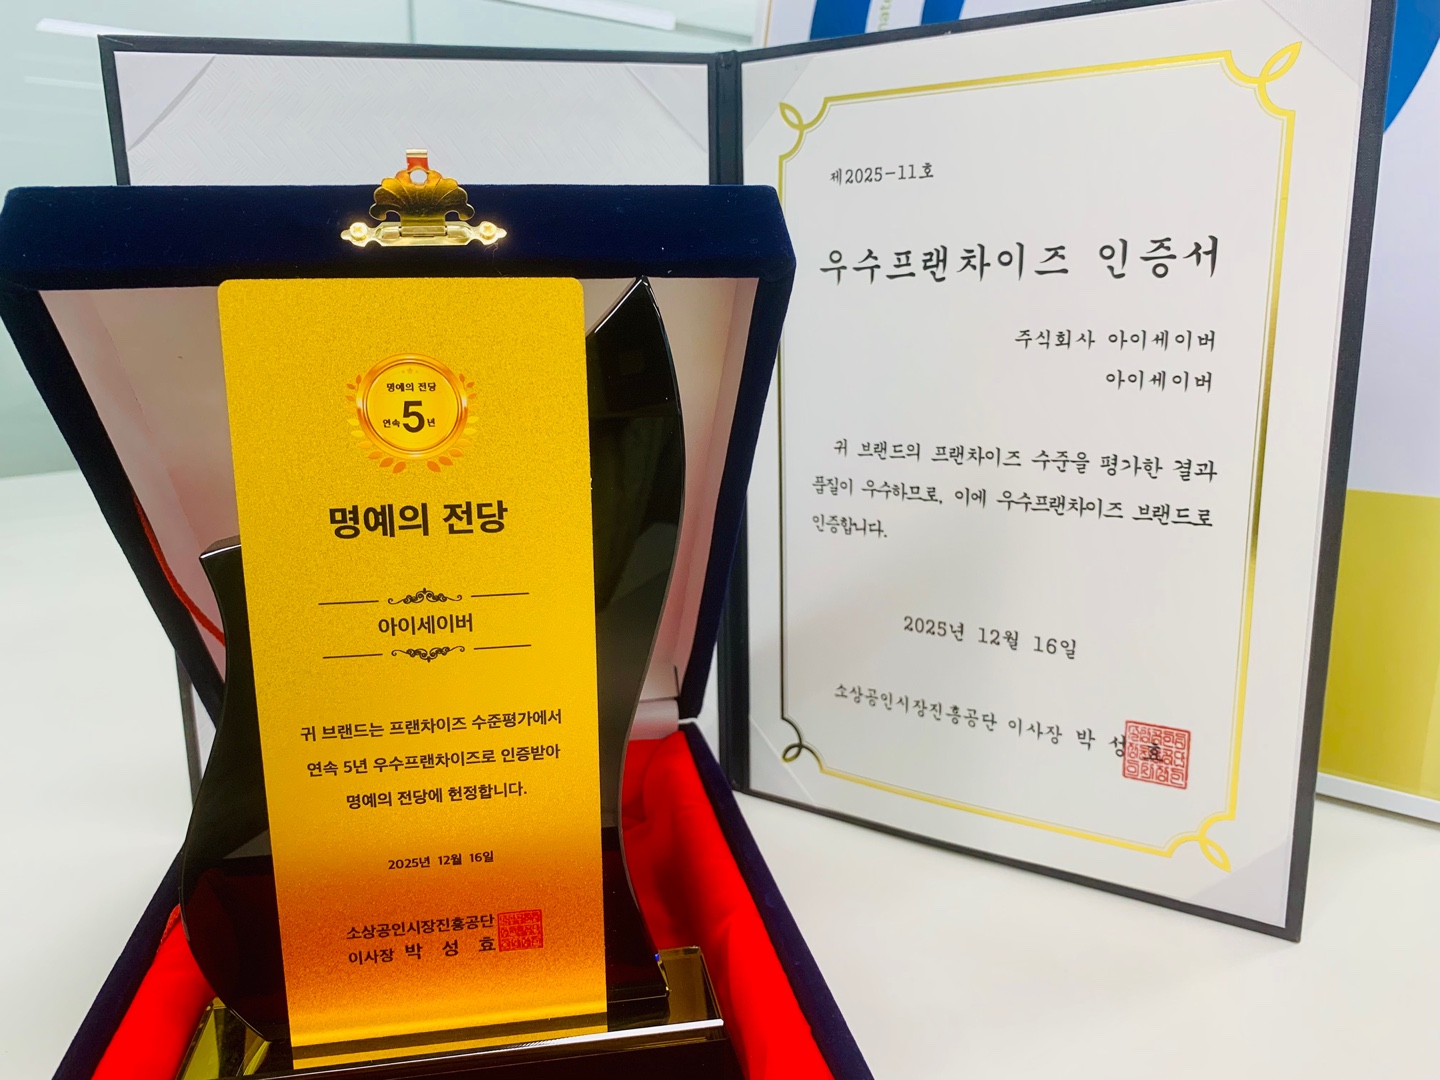 명예의 전당
연속 5년
명예의 전당
아이세이버
귀 브랜드는 프랜차이즈 수준평가에서
연속 5년 우수프랜차이즈로 인증받아
명예의 전당에 헌정합니다.
2025년 12월 16일
소상공인시장진흥공단
이사장 박 성 효
제2025-11호
우수프랜차이즈 인증서
주식회사 아이세이버
아이세이버
귀 브랜드의 프랜차이즈 수준을 평가한 결과
품질이 우수하므로, 이에 우수프랜차이즈 브랜드로
인증합니다.
2025년 12월 16일
소상공인시장진흥공단 이사장 박 성 효